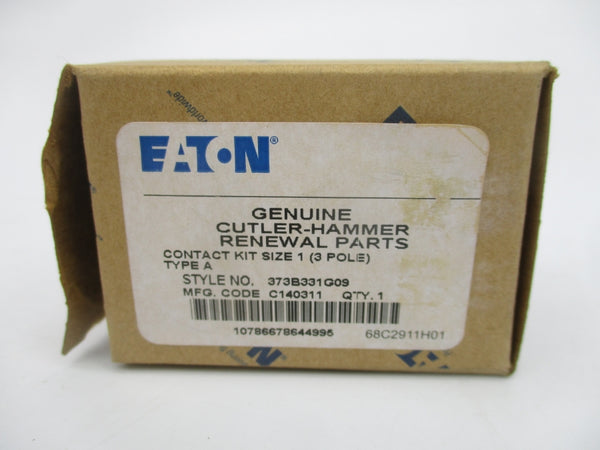 worldwide™
EATON®
GENUINE
CUTLER-HAMMER
RENEWAL PARTS
CONTACT KIT SIZE 1 (3 POLE)
TYPE A
STYLE NO. 373B331G09
MFG. CODE C140311 QTY. 1
10786678644995 68C2911H01